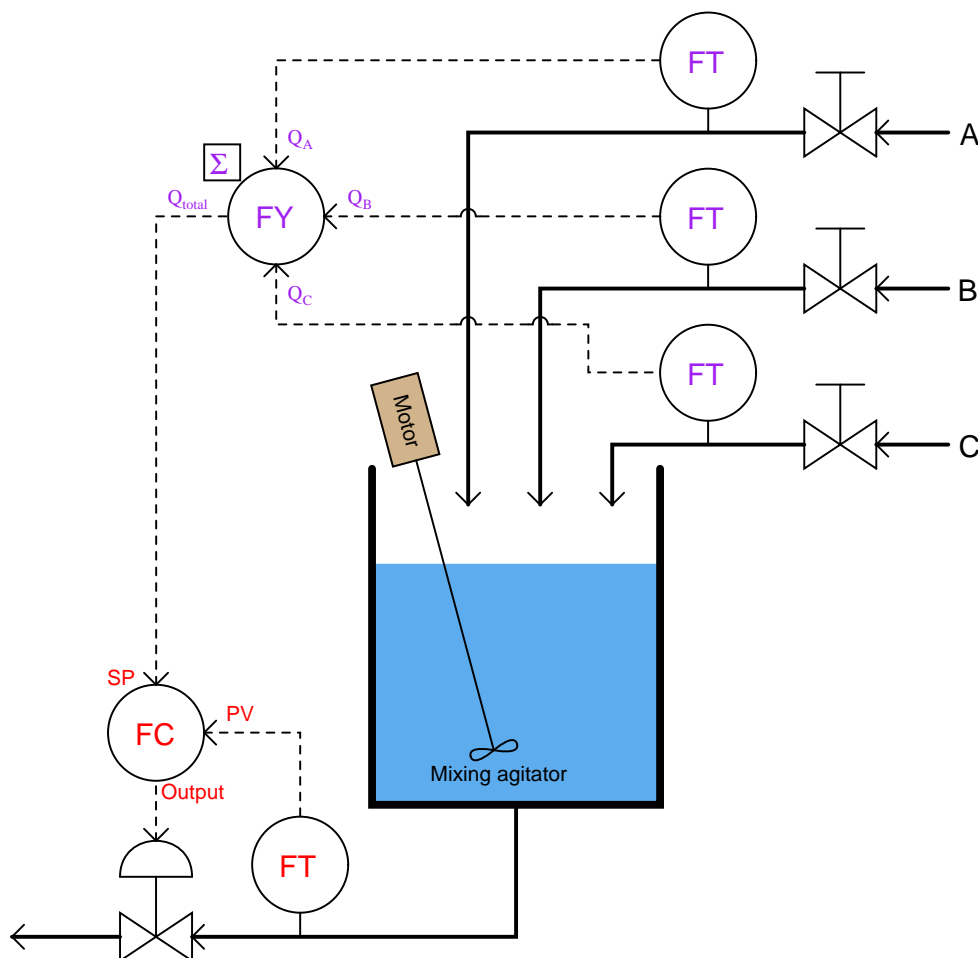 FT
A
Q_A
Σ
Q_total
FY
Q_B
FT
B
Q_C
FT
Motor
C
SP
FC
PV
Mixing agitator
Output
FT